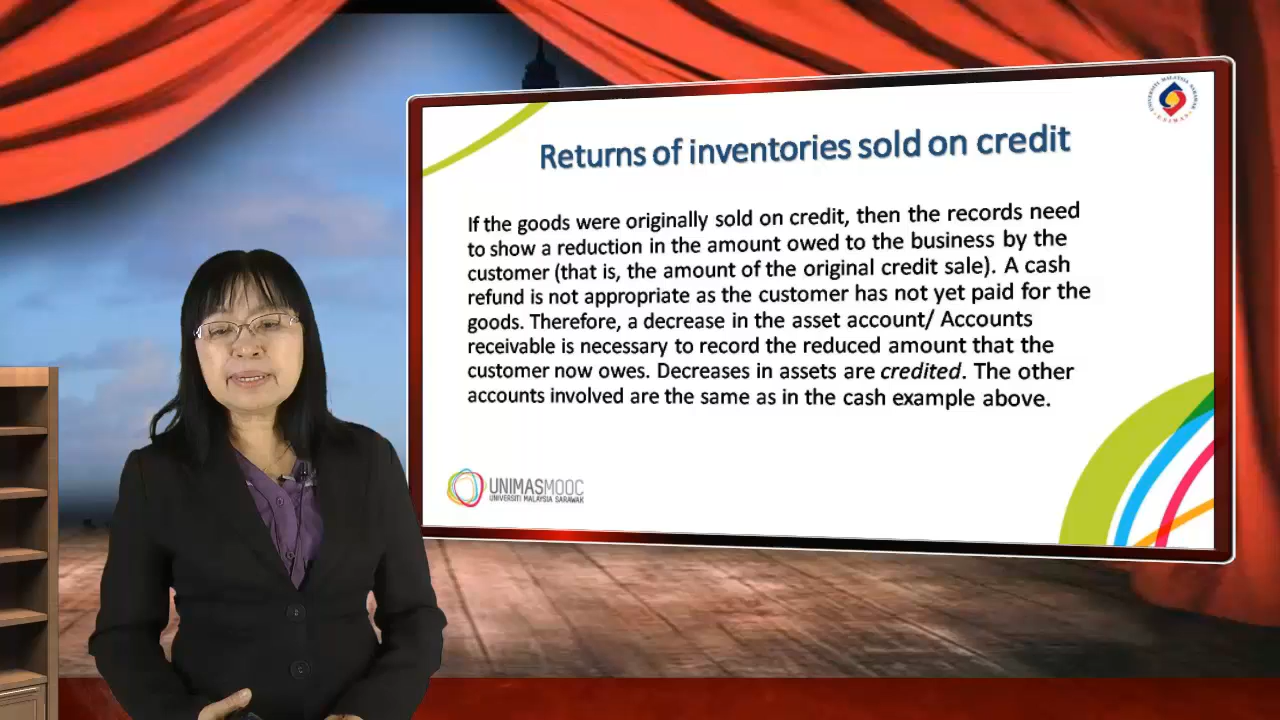 UNIVERSITI MALAYSIA SARAWAK
UNIMAS
Returns of inventories sold on credit
If the goods were originally sold on credit, then the records need
to show a reduction in the amount owed to the business by the
customer (that is, the amount of the original credit sale). A cash
refund is not appropriate as the customer has not yet paid for the
goods. Therefore, a decrease in the asset account/ Accounts
receivable is necessary to record the reduced amount that the
customer now owes. Decreases in assets are credited. The other
accounts involved are the same as in the cash example above.
UNIMASMOOC
UNIVERSITI MALAYSIA SARAWAK